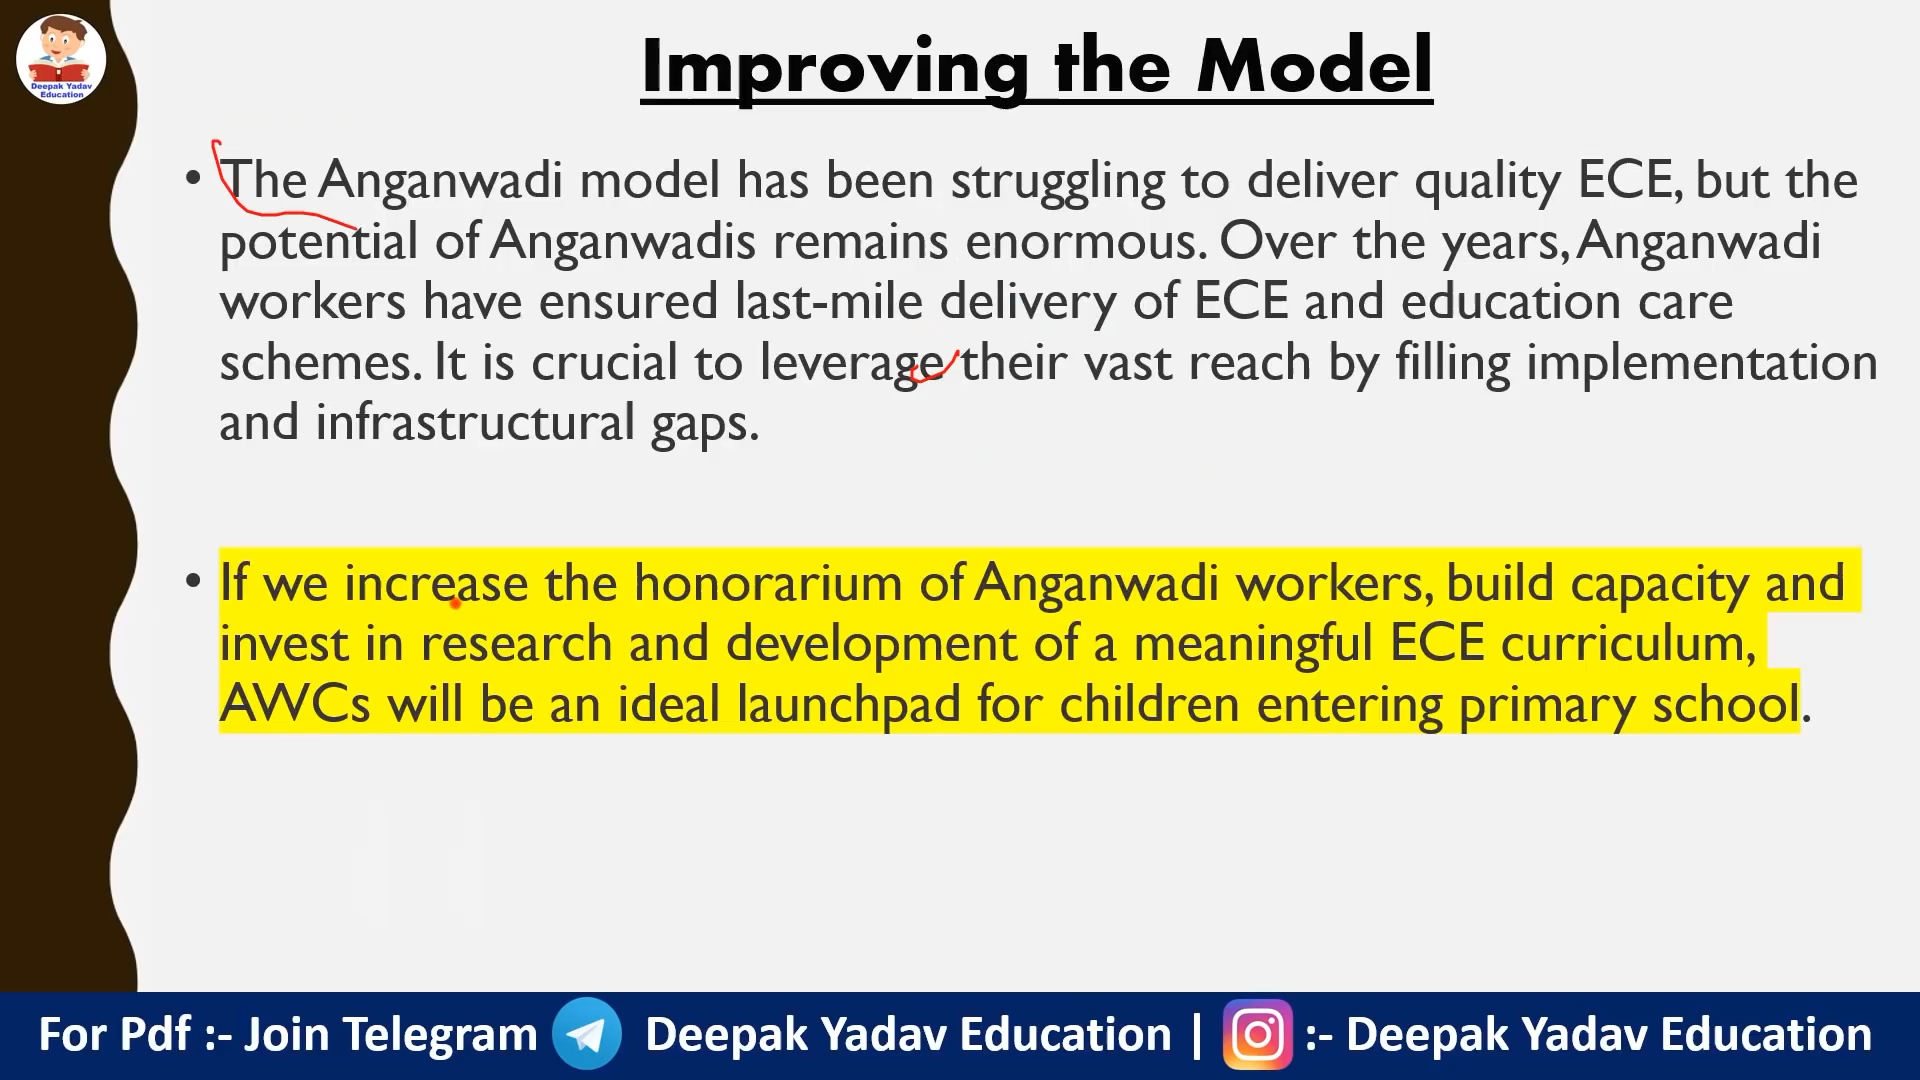 Deepak Yadav
Education
Improving the Model
• The Anganwadi model has been struggling to deliver quality ECE, but the
potential of Anganwadis remains enormous. Over the years, Anganwadi
workers have ensured last-mile delivery of ECE and education care
schemes. It is crucial to leverage their vast reach by filling implementation
and infrastructural gaps.
• If we increase the honorarium of Anganwadi workers, build capacity and
invest in research and development of a meaningful ECE curriculum,
AWCs will be an ideal launchpad for children entering primary school.
For Pdf :- Join Telegram Deepak Yadav Education | :- Deepak Yadav Education